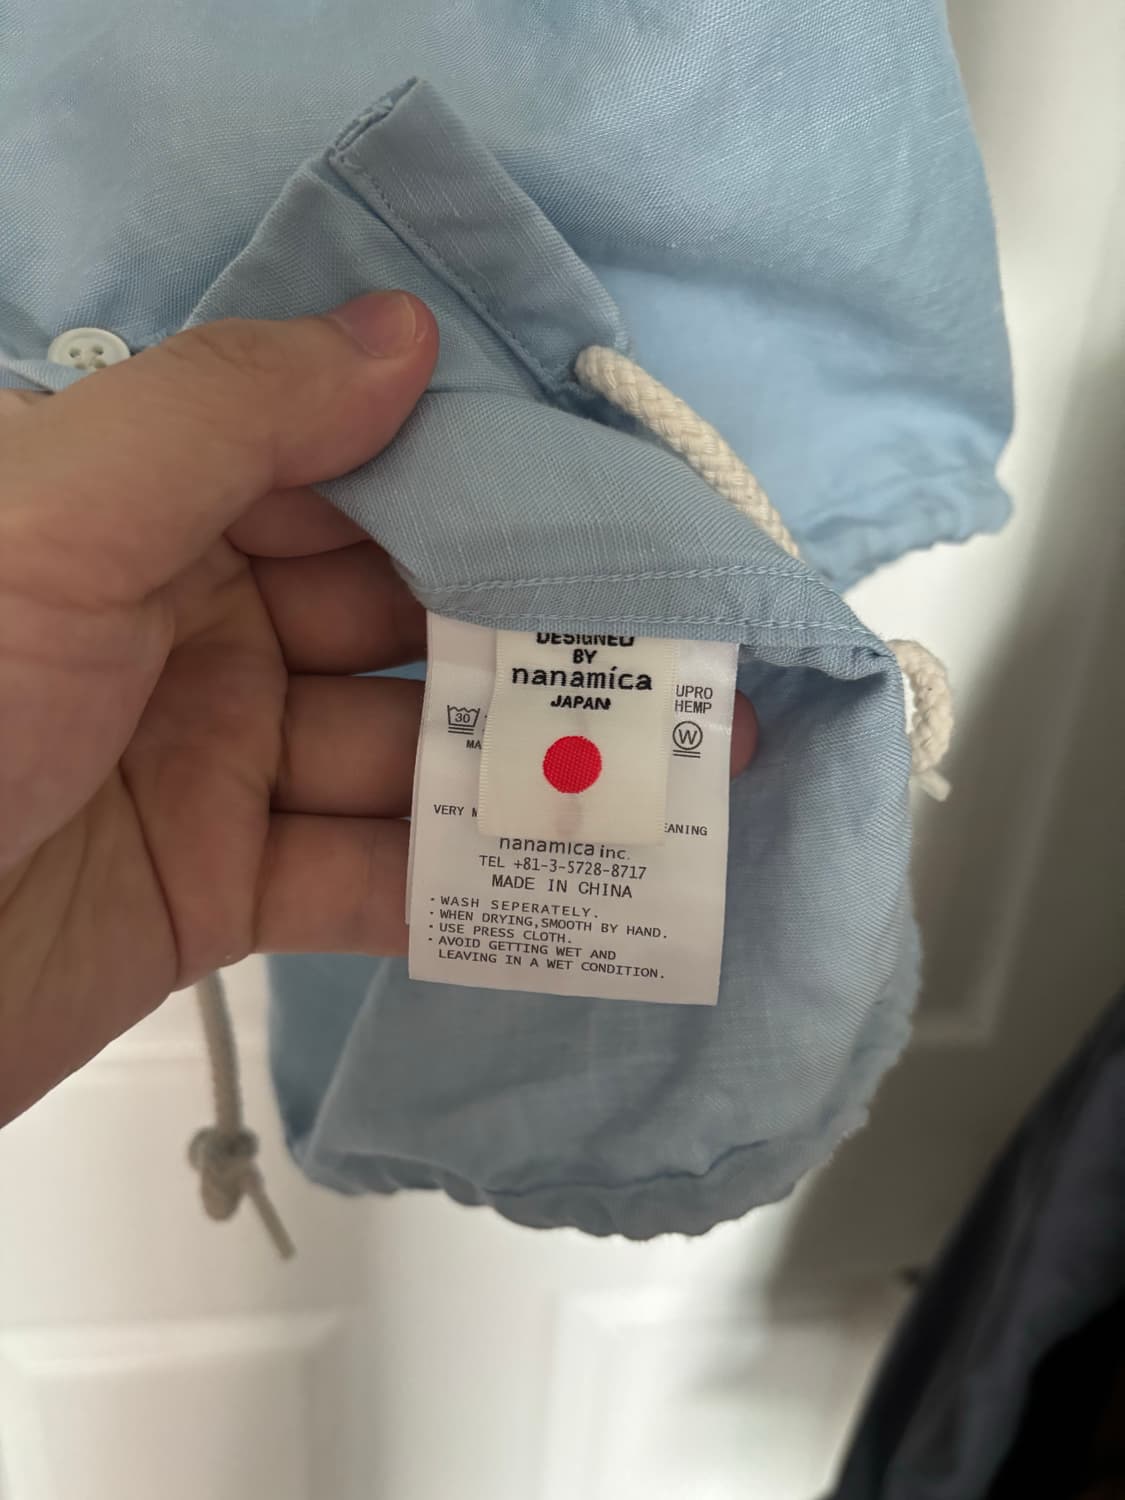 DESIGNED
BY
nanamica
JAPAN
UPRO
HEMP
30
W
MA
VERY M
EANING
nanamica inc.
TEL +81-3-5728-8717
MADE IN CHINA
・WASH SEPERATELY.
・WHEN DRYING,SMOOTH BY HAND.
・USE PRESS CLOTH.
・AVOID GETTING WET AND
LEAVING IN A WET CONDITION.